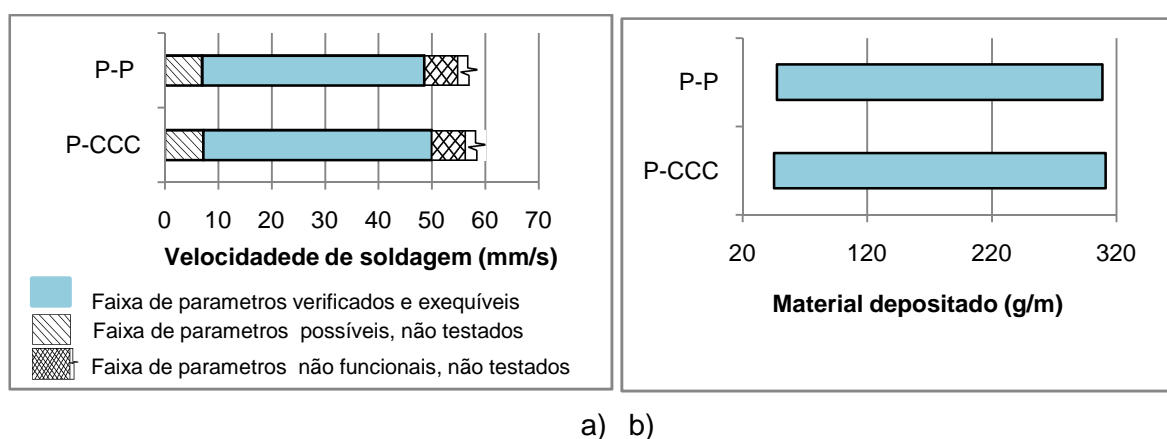 P-P
P-CCC
0 10 20 30 40 50 60 70
Velocidadede de soldagem (mm/s)
Faixa de parametros verificados e exequíveis
Faixa de parametros possíveis, não testados
Faixa de parametros não funcionais, não testados
P-P
P-CCC
20 120 220 320
Material depositado (g/m)
a) b)